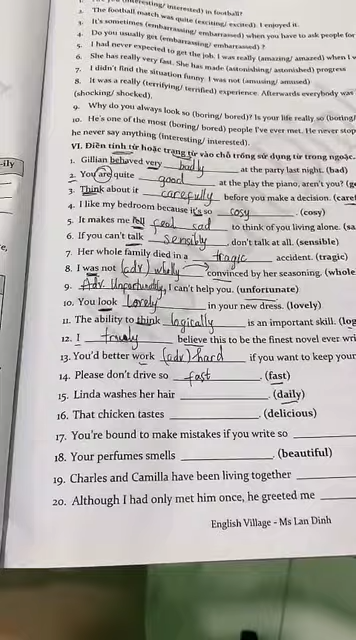 interesting/ interested) in football?
2. The football match was quite (exciting/ excited). I enjoyed it.
3. It's sometimes (embarrassing/ embarrassed) when you have to ask people for
4. Do you usually get (embarrassing/ embarrassed) ?
5. I had never expected to get the job. I was really (amazing/ amazed) when I w
6. She has really very fast. She has made (astonishing/ astonished) progress
7. I didn't find the situation funny. I was not (amusing/ amused)
8. It was a really (terrifying/ terrified) experience. Afterwards everybody was
(shocking/ shocked).
9. Why do you always look so (boring/ bored)? Is your life really so (boring/
10. He's one of the most (boring/ bored) people I've ever met. He never stop
he never say anything (interesting/ interested).
VI. Điền tính từ hoặc trạng từ vào chỗ trống sử dụng từ trong ngoặc.
1. Gillian behaved very badly at the party last night. (bad)
2. You are quite good at the play the piano, aren't you? (g
3. Think about it carefully before you make a decision. (caref
4. I like my bedroom because it's so cosy . (cosy)
5. It makes me feel sad to think of you living alone. (sa
6. If you can't talk sensibly , don't talk all. (sensible)
7. Her whole family died in a tragic accident. (tragic)
8. I was not (adv) wholly convinced by her seasoning. (whole
9. Adv. , I can't help you. (unfortunate)
10. You look lovely in your new dress. (lovely)
11. The ability to think logically is an important skill. (log
12. I believe this to be the finest novel ever wri
13. You'd better work (adv) hard if you want to keep your
14. Please don't drive so fast . (fast)
15. Linda washes her hair . (daily)
16. That chicken tastes . (delicious)
17. You're bound to make mistakes if you write so
18. Your perfumes smells . (beautiful)
19. Charles and Camilla have been living together
20. Although I had only met him once, he greeted me
English Village - Ms Lan Dinh